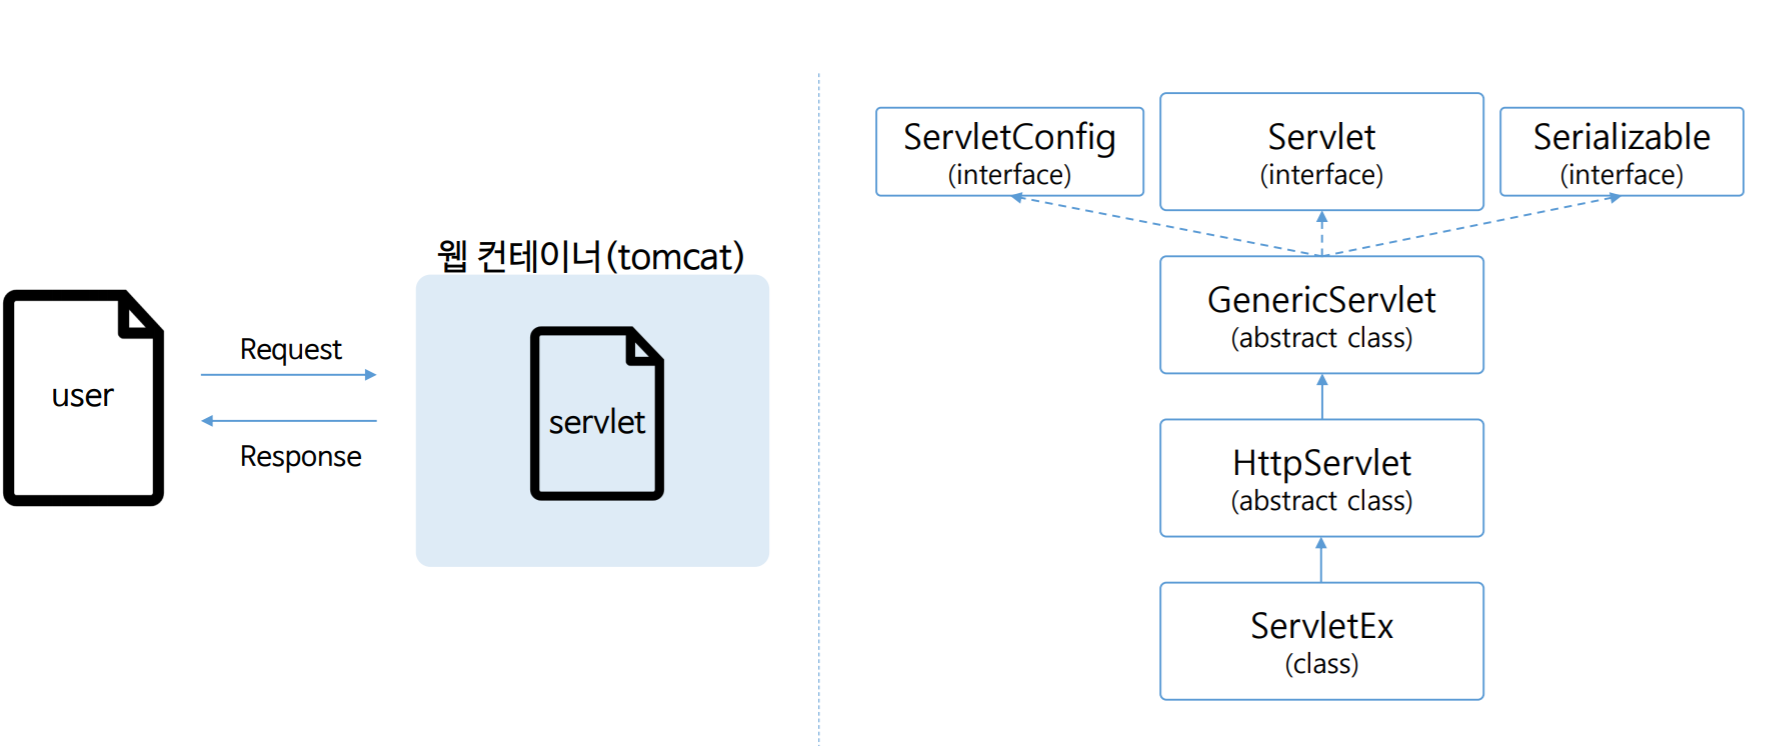 웹 컨테이너(tomcat)
user
Request
Response
servlet
ServletConfig
(interface)
Servlet
(interface)
Serializable
(interface)
GenericServlet
(abstract class)
HttpServlet
(abstract class)
ServletEx
(class)